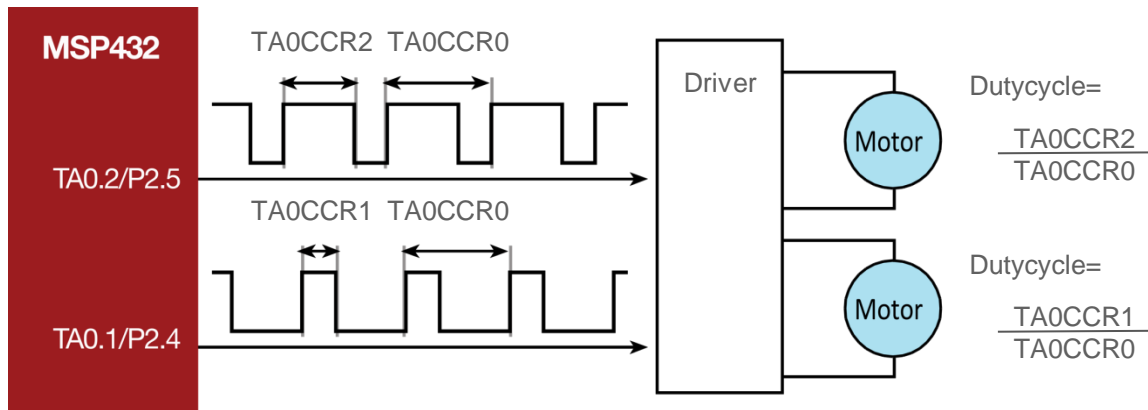 MSP432
TA0CCR2 TA0CCR0
TA0.2/P2.5
TA0CCR1 TA0CCR0
TA0.1/P2.4
Driver
Motor
Dutycycle=
TA0CCR2
TA0CCR0
Motor
Dutycycle=
TA0CCR1
TA0CCR0